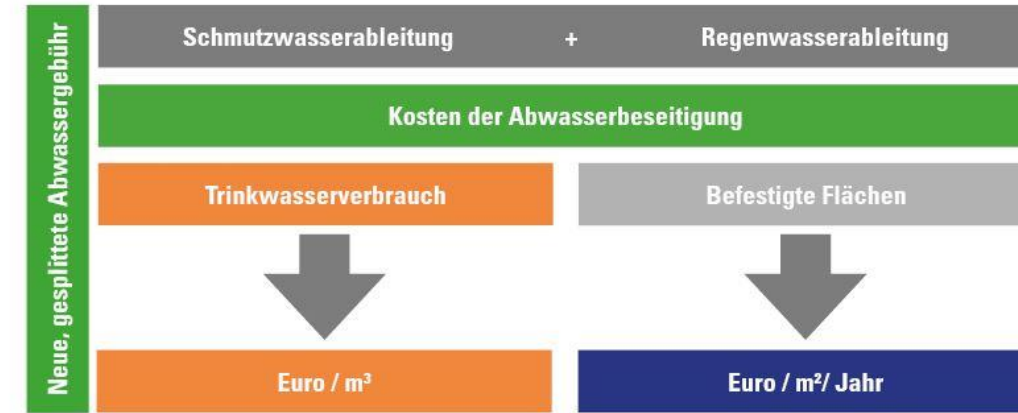 Neue, gesplittete Abwassergebühr
Schmutzwasserableitung + Regenwasserableitung
Kosten der Abwasserbeseitigung
Trinkwasserverbrauch Befestigte Flächen
Euro / m³ Euro / m²/ Jahr